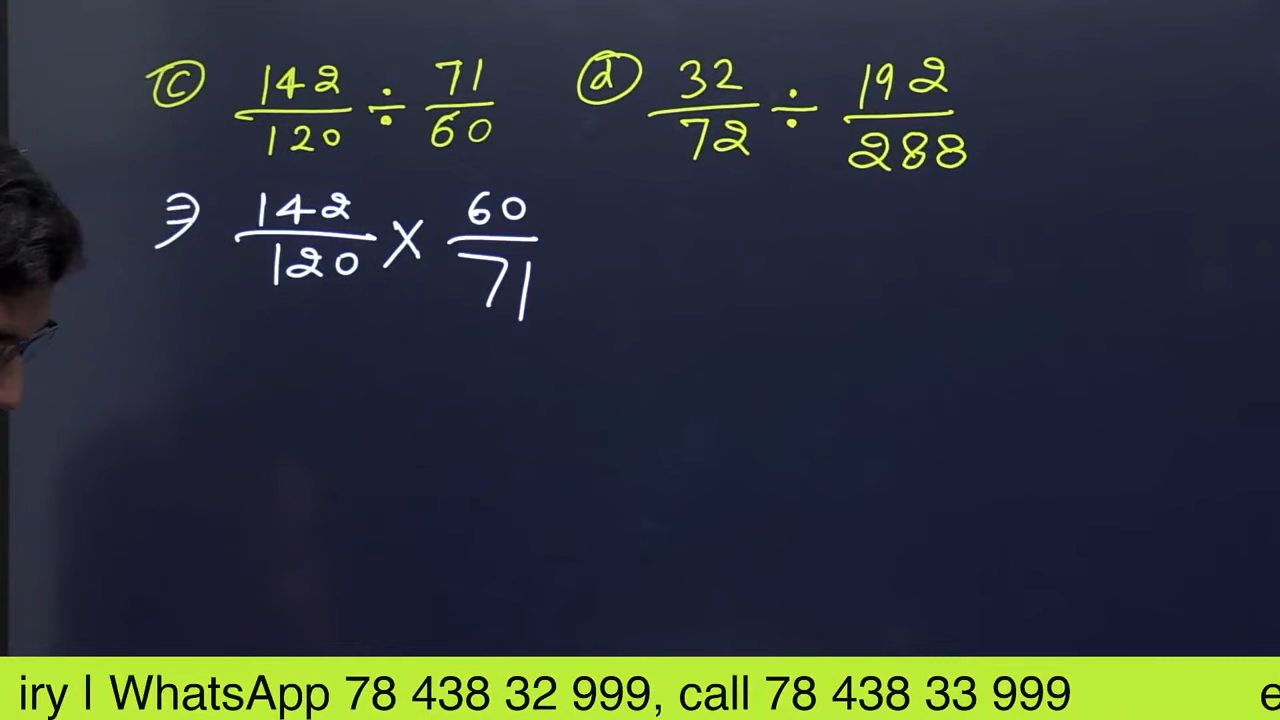 (c) 142/120 ÷ 71/60 (d) 32/72 ÷ 192/288
⇒ 142/120 × 60/71
iry I WhatsApp 78 438 32 999, call 78 438 33 999 e